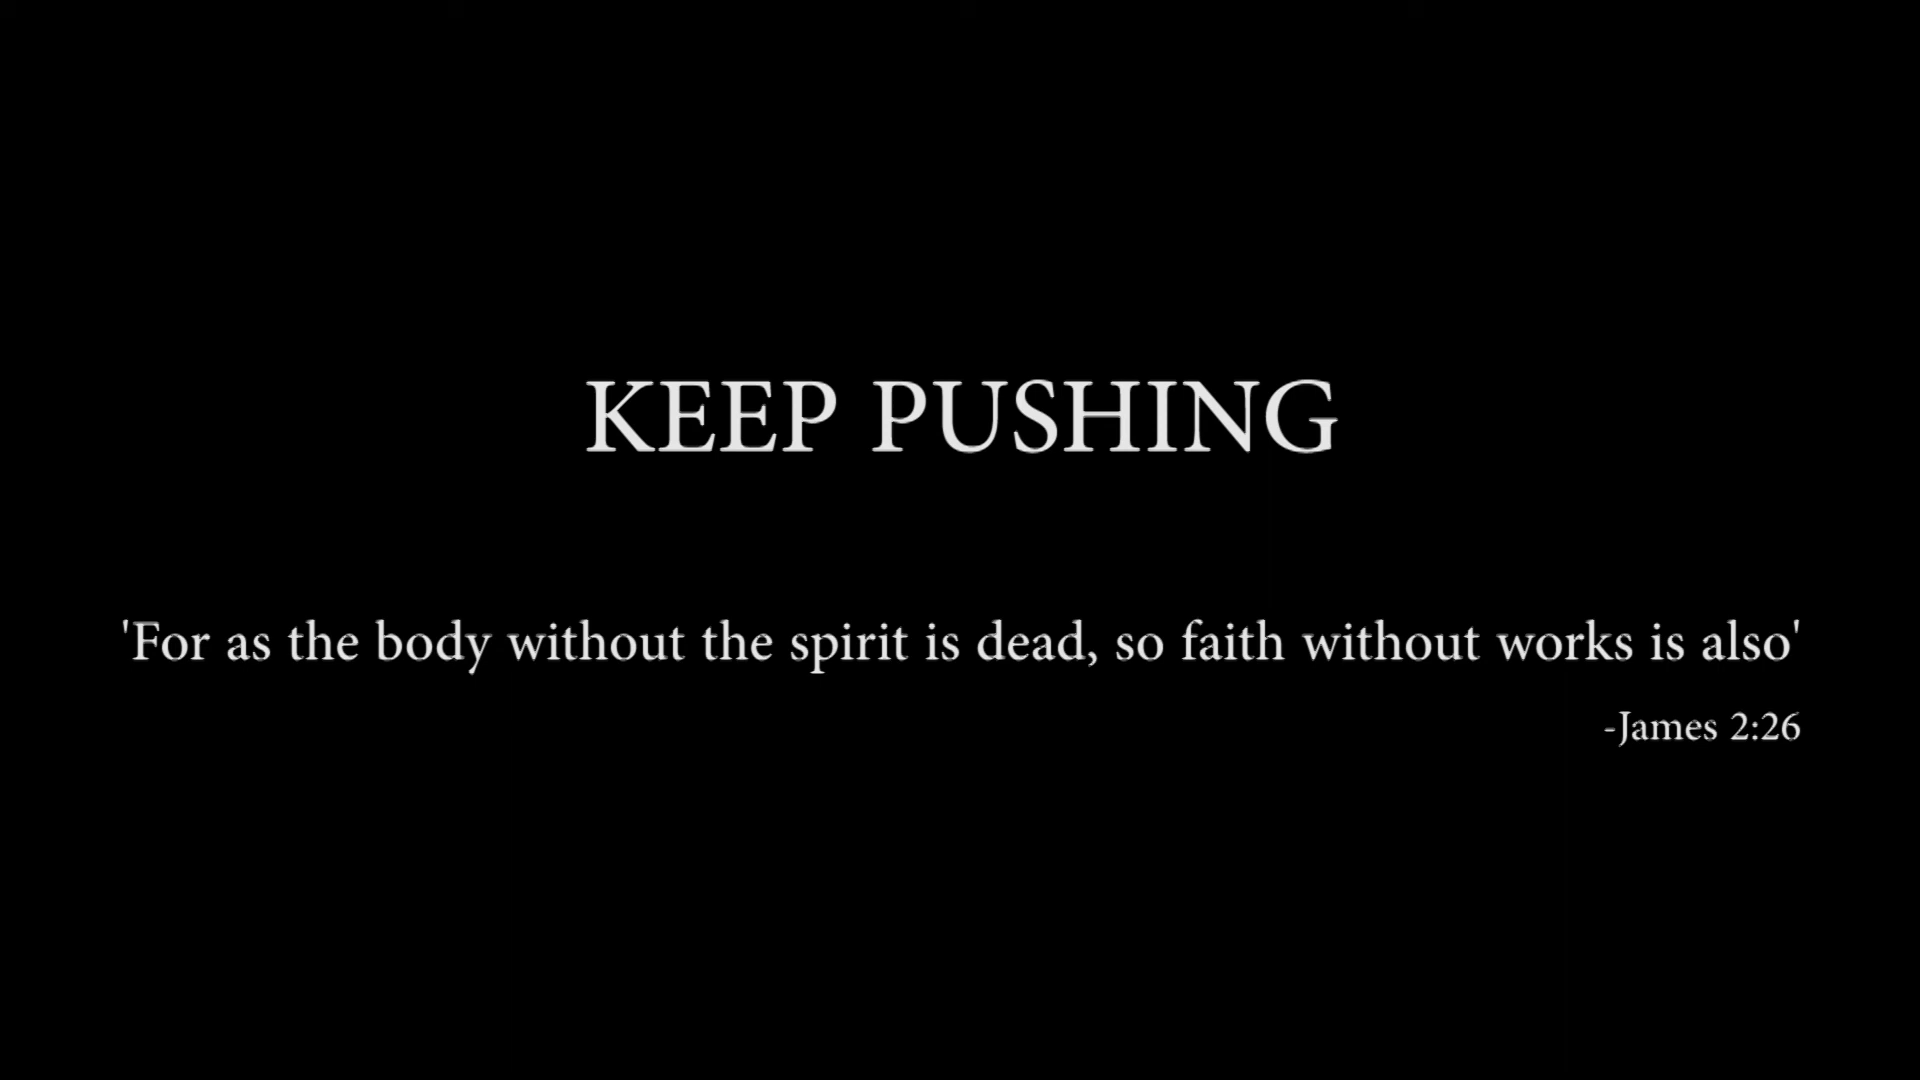 KEEP PUSHING
'For as the body without the spirit is dead, so faith without works is also'
-James 2:26